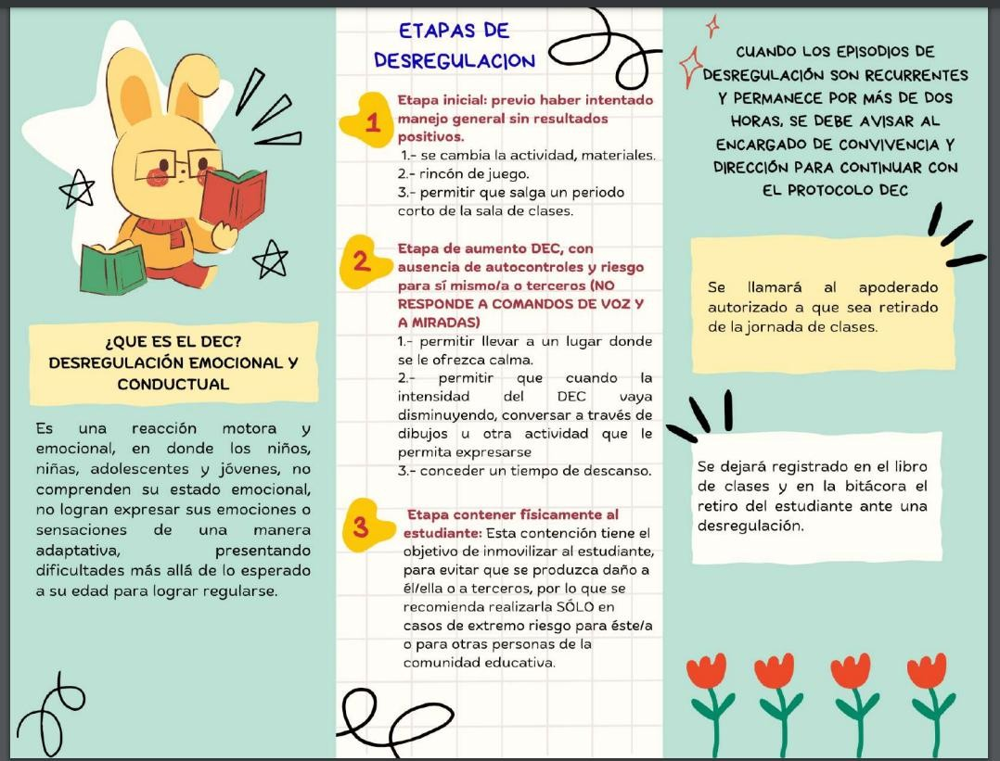 ¿QUE ES EL DEC?
DESREGULACIÓN EMOCIONAL Y
CONDUCTUAL
Es una reacción motora y
emocional, en donde los niños,
niñas, adolescentes y jóvenes, no
comprenden su estado emocional,
no logran expresar sus emociones o
sensaciones de una manera
adaptativa, presentando
dificultades más allá de lo esperado
a su edad para lograr regularse.
ETAPAS DE
DESREGULACION
1
Etapa inicial: previo haber intentado
manejo general sin resultados
positivos.
1.- se cambia la actividad, materiales.
2.- rincón de juego.
3.- permitir que salga un periodo
corto de la sala de clases.
2
Etapa de aumento DEC, con
ausencia de autocontroles y riesgo
para sí mismo/a o terceros (NO
RESPONDE A COMANDOS DE VOZ Y
A MIRADAS)
1.- permitir llevar a un lugar donde
se le ofrezca calma.
2.- permitir que cuando la
intensidad del DEC vaya
disminuyendo, conversar a través de
dibujos u otra actividad que le
permita expresarse
3.- conceder un tiempo de descanso.
3
Etapa contener físicamente al
estudiante: Esta contención tiene el
objetivo de inmovilizar al estudiante,
para evitar que se produzca daño a
él/ella o a terceros, por lo que se
recomienda realizarla SÓLO en
casos de extremo riesgo para éste/a
o para otras personas de la
comunidad educativa.
CUANDO LOS EPISODIOS DE
DESREGULACIÓN SON RECURRENTES
Y PERMANECE POR MÁS DE DOS
HORAS, SE DEBE AVISAR AL
ENCARGADO DE CONVIVENCIA Y
DIRECCIÓN PARA CONTINUAR CON
EL PROTOCOLO DEC
Se llamará al apoderado
autorizado a que sea retirado
de la jornada de clases.
Se dejará registrado en el libro
de clases y en la bitácora el
retiro del estudiante ante una
desregulación.